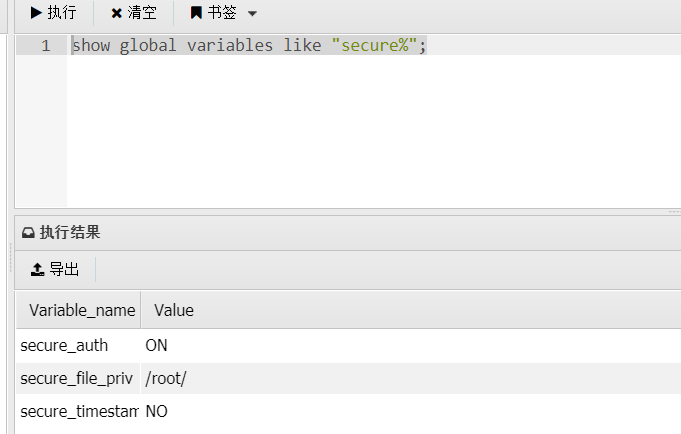 执行 清空 书签
1 show global variables like "secure%";
执行结果
导出
Variable_name Value
secure_auth ON
secure_file_priv /root/
secure_timestam NO